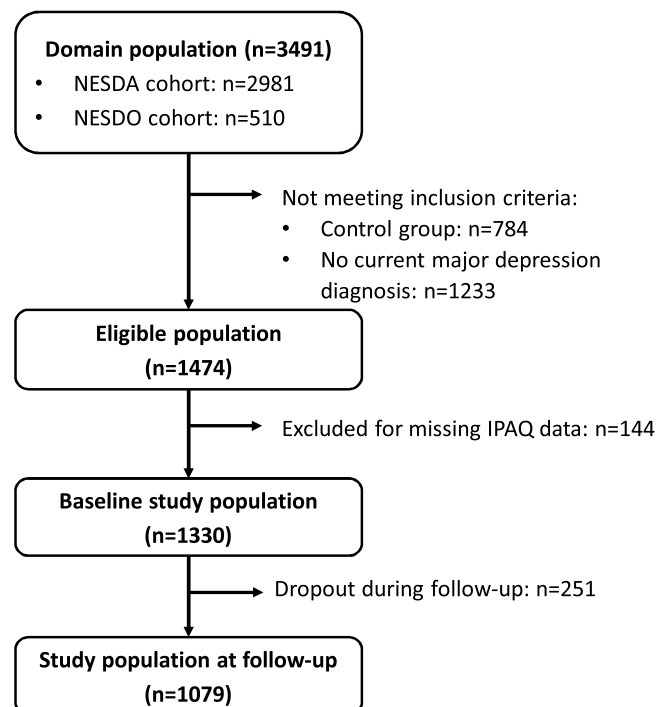 Domain population (n=3491)
• NESDA cohort: n=2981
• NESDO cohort: n=510
Not meeting inclusion criteria:
• Control group: n=784
• No current major depression
diagnosis: n=1233
Eligible population
(n=1474)
Excluded for missing IPAQ data: n=144
Baseline study population
(n=1330)
Dropout during follow-up: n=251
Study population at follow-up
(n=1079)